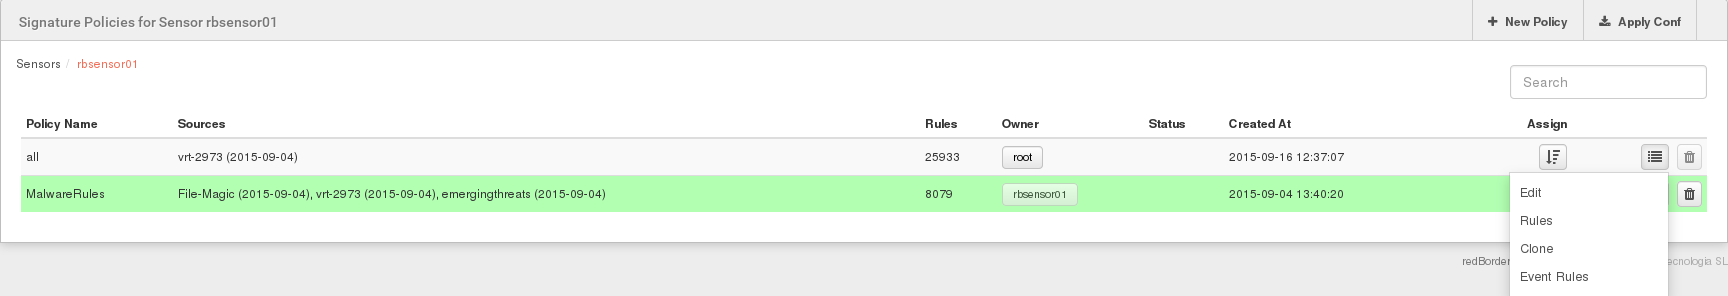 Signature Policies for Sensor rbsensor01
New Policy
Apply Conf
Sensors / rbsensor01
Search
Policy Name Sources Rules Owner Status Created At Assign
all vrt-2973 (2015-09-04) 25933 root 2015-09-16 12:37:07
MalwareRules File-Magic (2015-09-04), vrt-2973 (2015-09-04), emergingthreats (2015-09-04) 8079 rbsensor01 2015-09-04 13:40:20
Edit
Rules
Clone
redBorder
SL
Event Rules